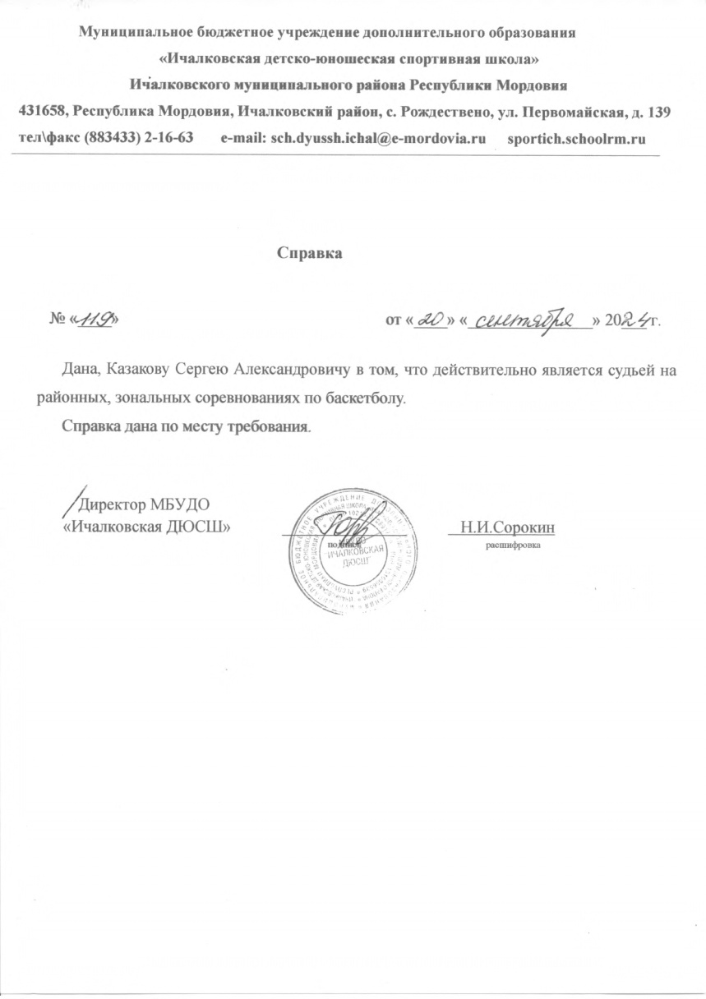 Муниципальное бюджетное учреждение дополнительного образования
«Ичалковская детско-юношеская спортивная школа»
Ичалковского муниципального района Республики Мордовия
431658, Республика Мордовия, Ичалковский район, с. Рождествено, ул. Первомайская, д. 139
тел\факс (883433) 2-16-63 e-mail: sch.dyussh.ichal@e-mordovia.ru sportich.schoolrm.ru
Справка
№ «119» от «20» «сентября» 2024г.
Дана, Казакову Сергею Александровичу в том, что действительно является судьей на
районных, зональных соревнованиях по баскетболу.
Справка дана по месту требования.
Директор МБУДО
«Ичалковская ДЮСШ» Н.И.Сорокин
подпись расшифровка
"ИЧАЛКОВСКАЯ
ДЮСШ"